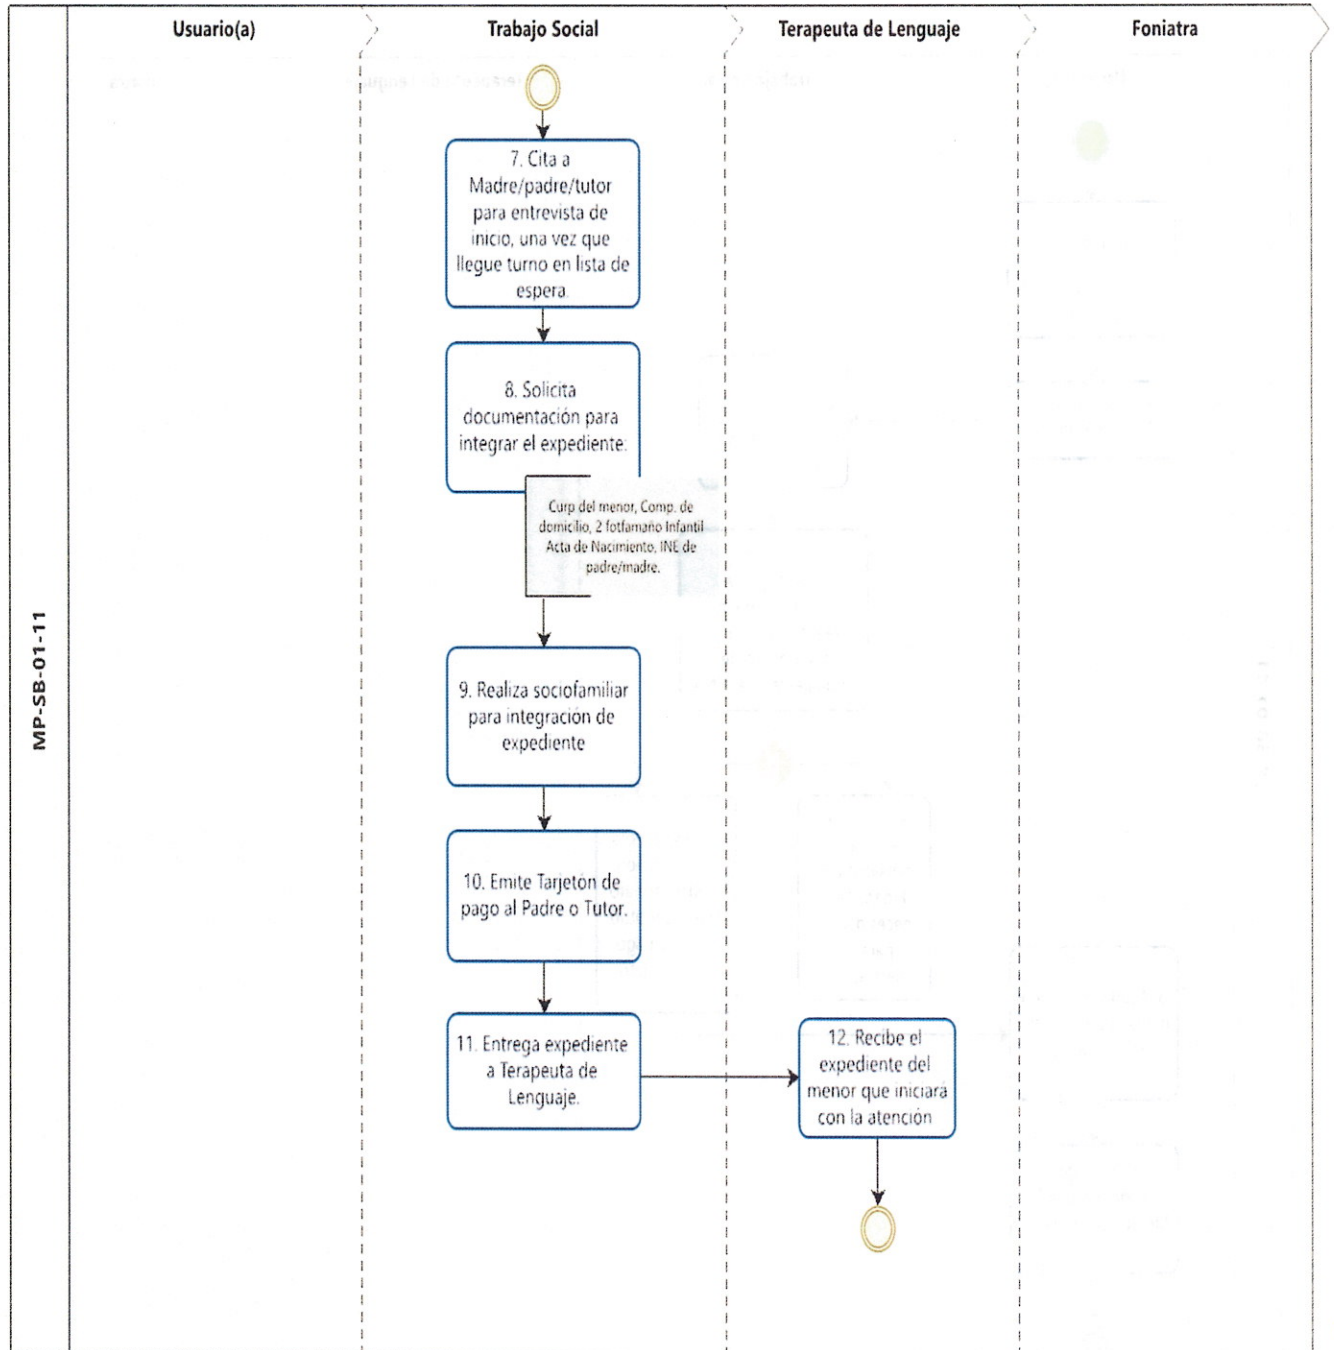 Usuario(a)
Trabajo Social
Terapeuta de Lenguaje
Foniatra
MP-SB-01-11
7. Cita a
Madre/padre/tutor
para entrevista de
inicio, una vez que
llegue turno en lista de
espera.
8. Solicita
documentación para
integrar el expediente:
Curp del menor, Comp. de
domicilio, 2 fotfamaño Infantil
Acta de Nacimiento, INE de
padre/madre.
9. Realiza sociofamiliar
para integración de
expediente
10. Emite Tarjetón de
pago al Padre o Tutor.
11. Entrega expediente
a Terapeuta de
Lenguaje.
12. Recibe el
expediente del
menor que iniciará
con la atención